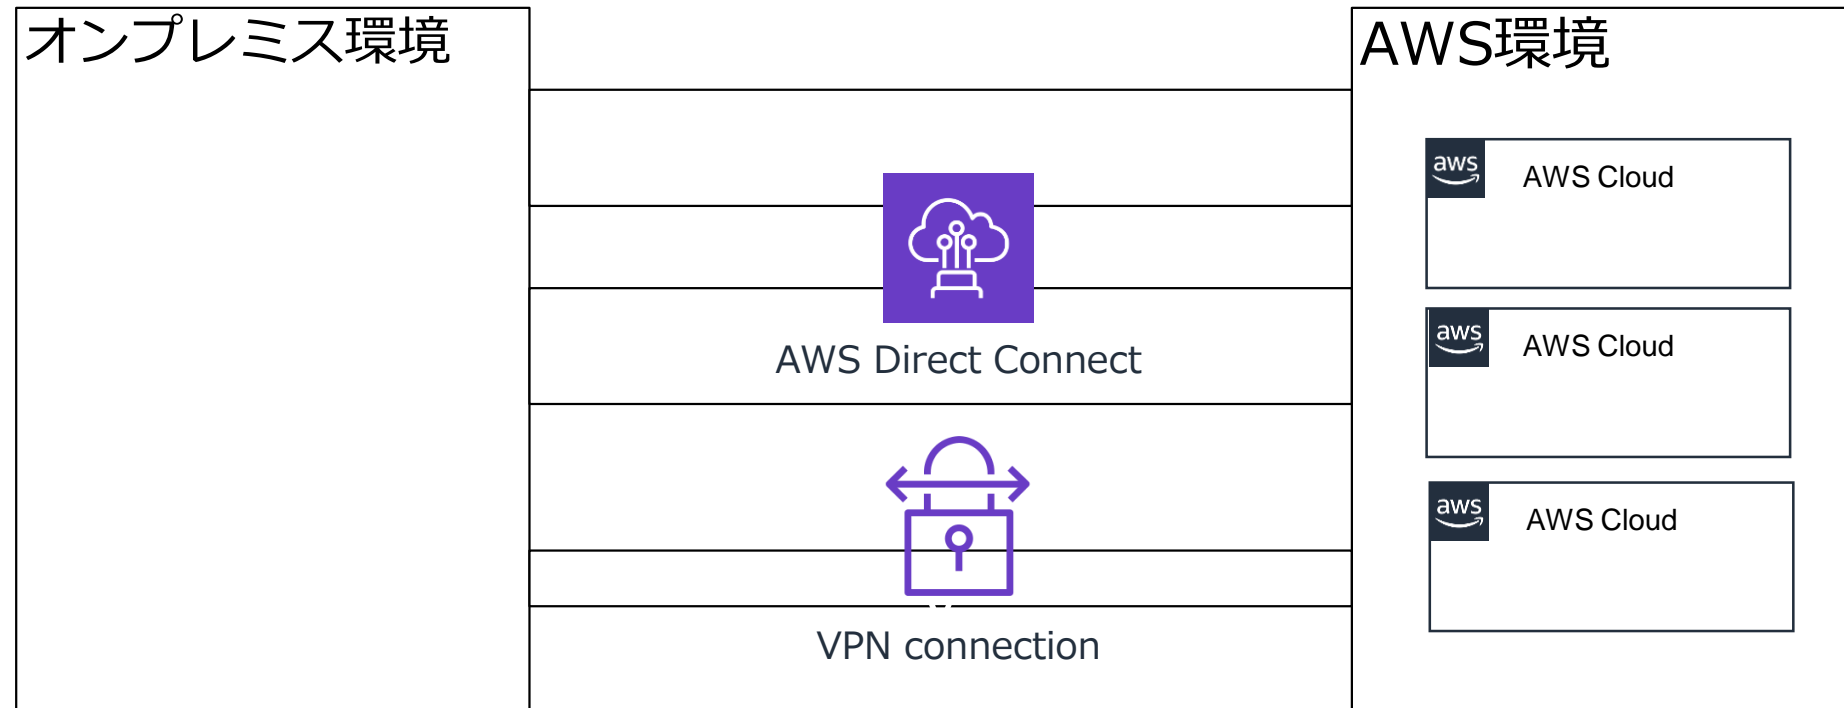 オンプレミス環境
AWS環境
aws
AWS Cloud
aws
AWS Cloud
aws
AWS Cloud
AWS Direct Connect
VPN connection